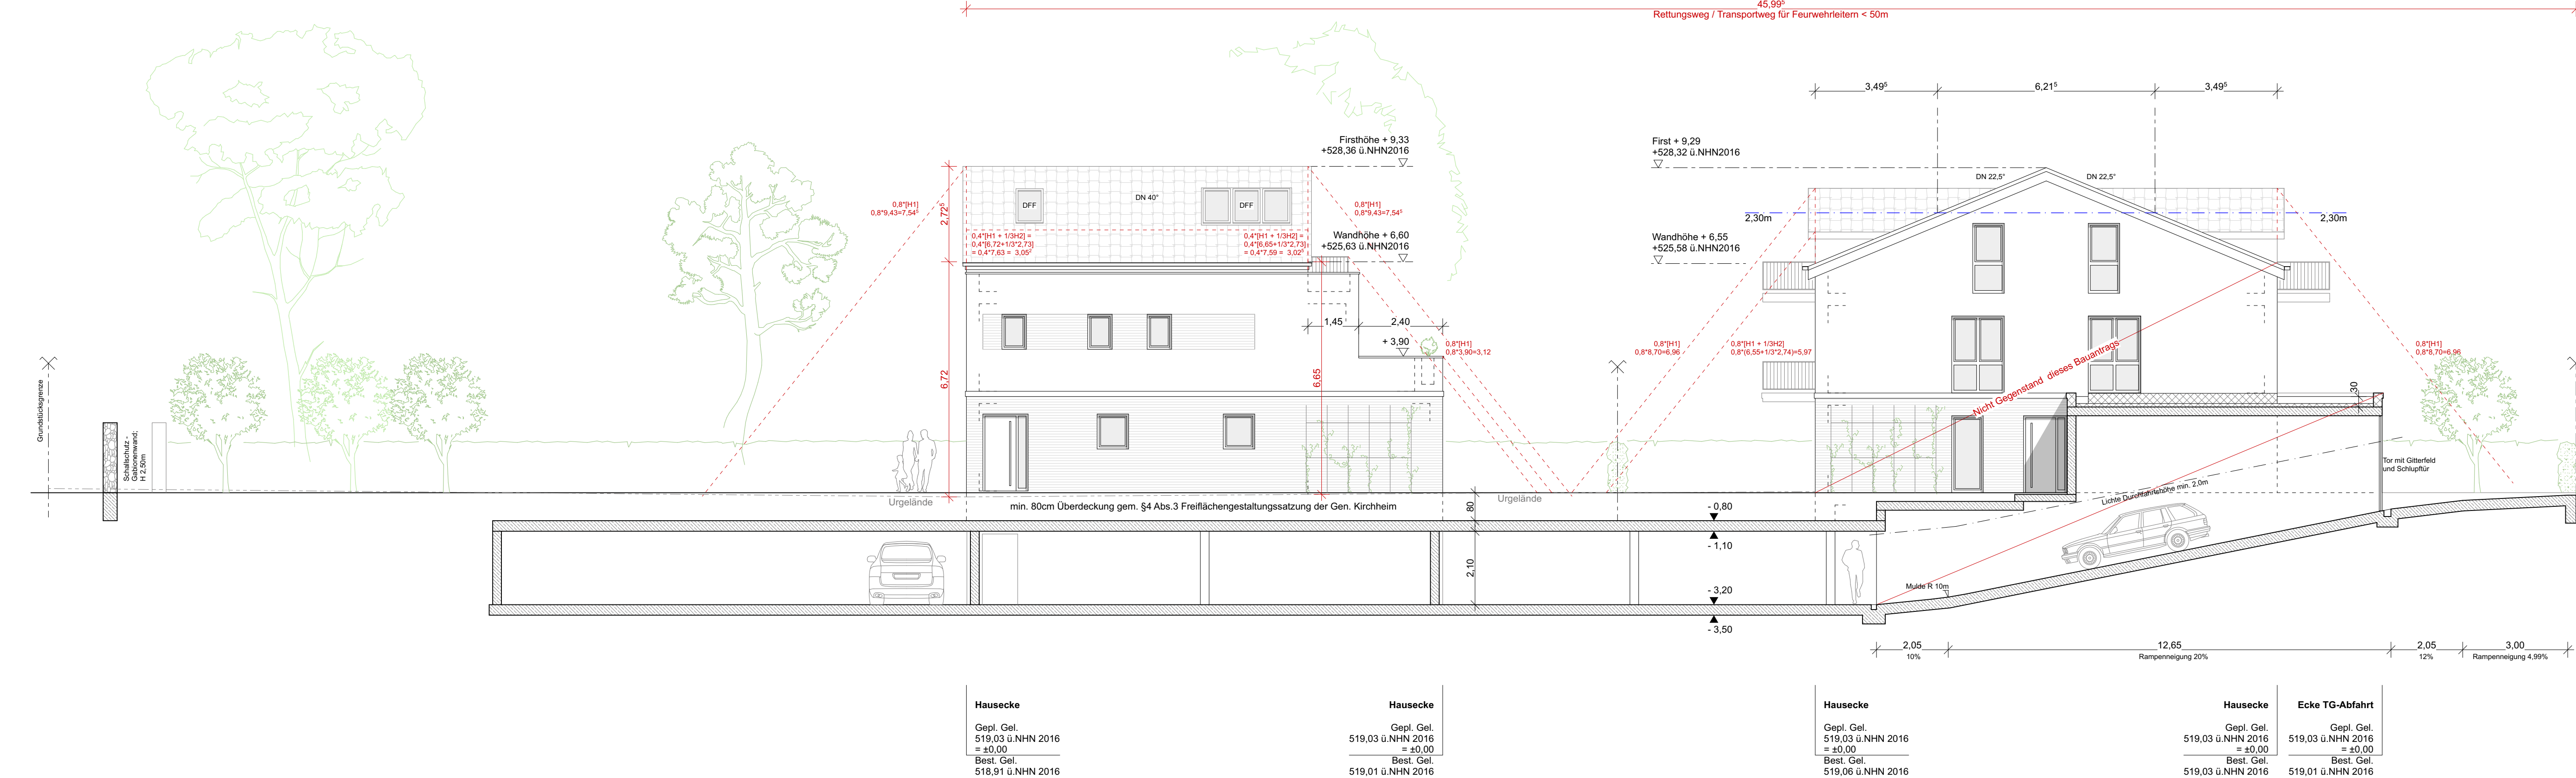 45,99⁵
Rettungsweg / Transportweg für Feurwehrleitern < 50m
3,49⁵
6,21⁵
3,49⁵
Firsthöhe + 9,33
+528,36 ü.NHN2016
First + 9,29
+528,32 ü.NHN2016
DN 22,5°
DN 22,5°
DN 40°
DFF
DFF
0,8*[H1]
0,8*9,43=7,54⁵
2,72⁵
0,8*[H1]
0,8*9,43=7,54⁵
2,30m
2,30m
0,4*[H1 + 1/3H2] =
0,4*[6,72+1/3*2,73]
= 0,4*7,63 = 3,05²
0,4*[H1 + 1/3H2] =
0,4*[6,65+1/3*2,73]
= 0,4*7,59 = 3,02⁵
Wandhöhe + 6,60
+525,63 ü.NHN2016
Wandhöhe + 6,55
+525,58 ü.NHN2016
1,45
2,40
+ 3,90
0,8*[H1]
0,8*3,90=3,12
0,8*[H1]
0,8*8,70=6,96
0,8*[H1 + 1/3H2]
0,8*(6,55+1/3*2,74)=5,97
0,8*[H1]
0,8*8,70=6,96
6,72
6,65
Nicht Gegenstand dieses Bauantrags
30
Grundstücksgrenze
Schallschutz -
Gabionenwand;
H 2,50m
Tor mit Gitterfeld
und Schlupftür
Lichte Durchfahrtshöhe min. 2,0m
Urgelände
Urgelände
min. 80cm Überdeckung gem. §4 Abs.3 Freiflächengestaltungssatzung der Gen. Kirchheim
80
- 0,80
- 1,10
2,10
- 3,20
- 3,50
Mulde R 10m
2,05
10%
12,65
Rampenneigung 20%
2,05
12%
3,00
Rampenneigung 4,99%
Hausecke
Gepl. Gel.
519,03 ü.NHN 2016
= ±0,00
Best. Gel.
518,91 ü.NHN 2016
Hausecke
Gepl. Gel.
519,03 ü.NHN 2016
= ±0,00
Best. Gel.
519,01 ü.NHN 2016
Hausecke
Gepl. Gel.
519,03 ü.NHN 2016
= ±0,00
Best. Gel.
519,06 ü.NHN 2016
Hausecke
Gepl. Gel.
519,03 ü.NHN 2016
= ±0,00
Best. Gel.
519,03 ü.NHN 2016
Ecke TG-Abfahrt
Gepl. Gel.
519,03 ü.NHN 2016
= ±0,00
Best. Gel.
519,01 ü.NHN 2016